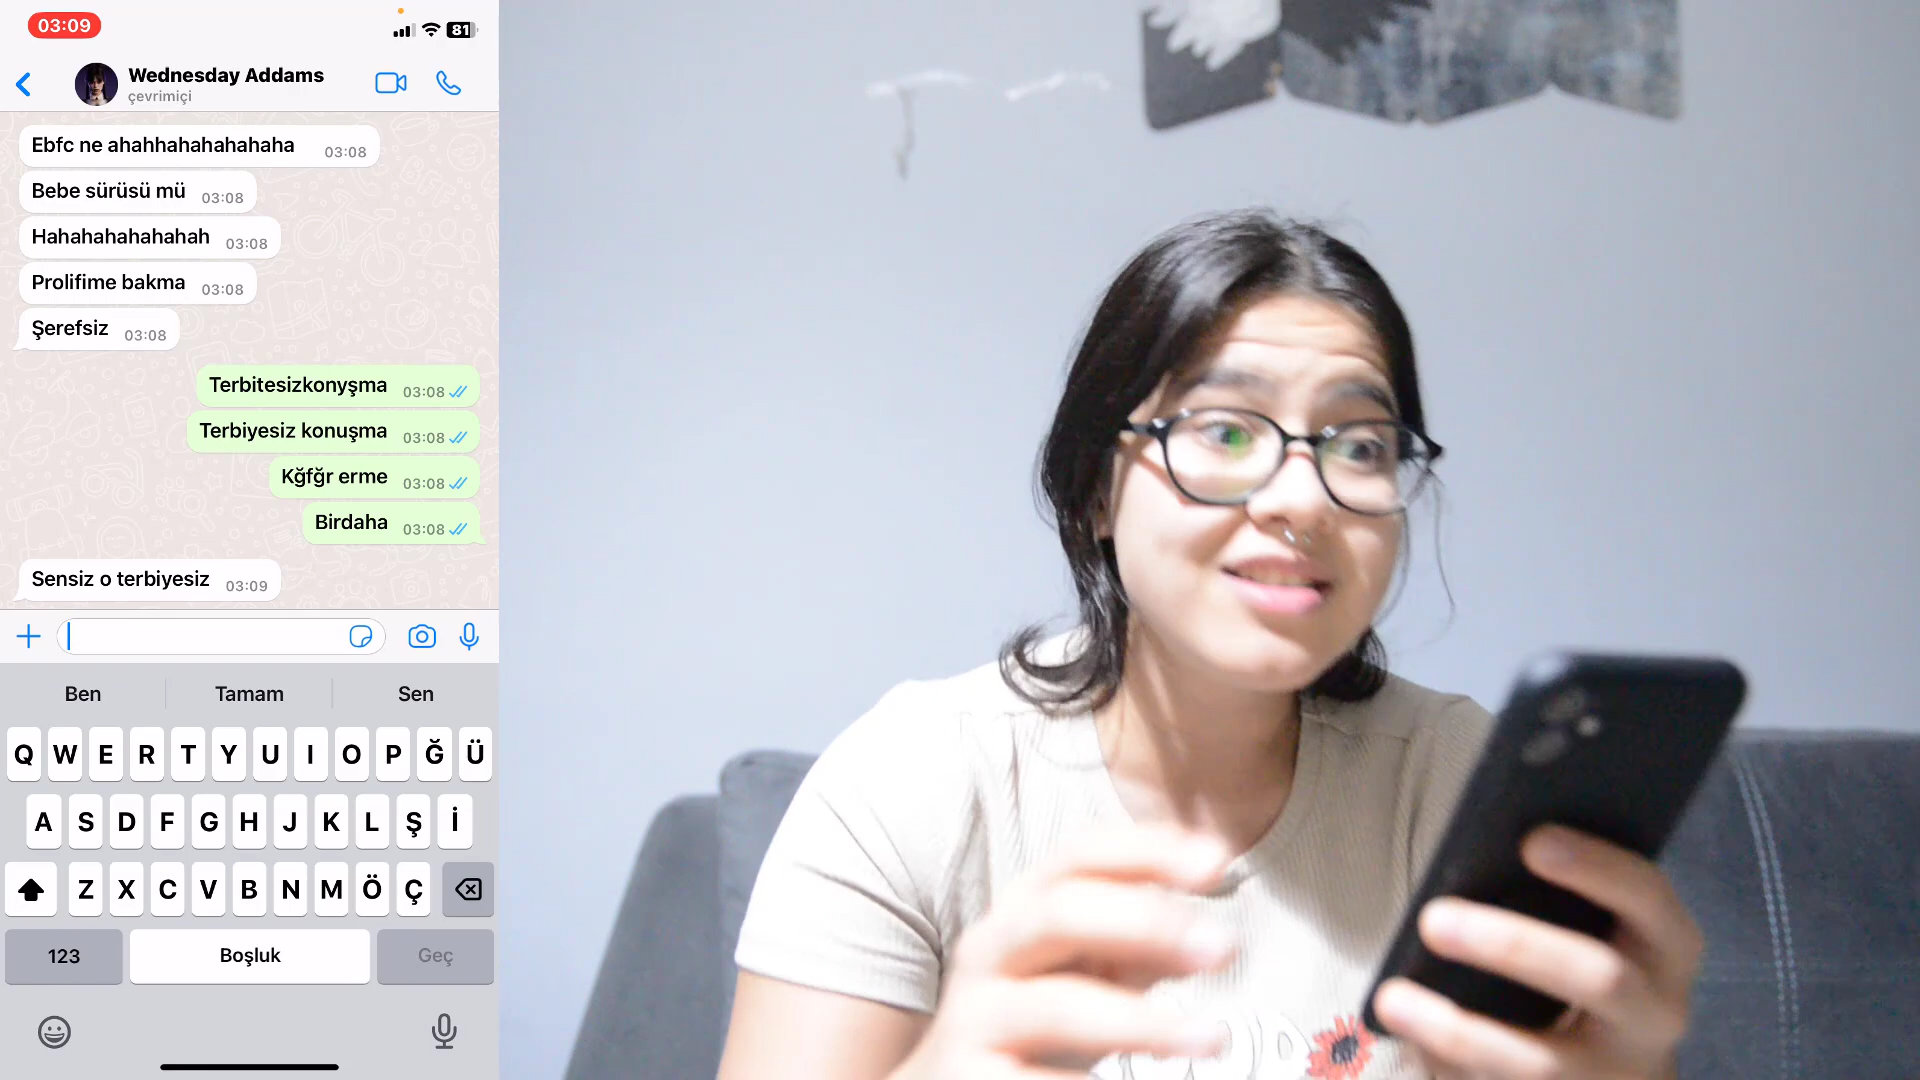 03:09
81
Wednesday Addams
çevrimiçi
Ebfc ne ahahhahahahahaha 03:08
Bebe sürüsü mü 03:08
Hahahahahahahah 03:08
Prolifime bakma 03:08
Şerefsiz 03:08
Terbitesizkonyşma 03:08
Terbiyesiz konuşma 03:08
Kğfğr erme 03:08
Birdaha 03:08
Sensiz o terbiyesiz 03:09
Ben Tamam Sen
Q W E R T Y U I O P Ğ Ü
A S D F G H J K L Ş İ
Z X C V B N M Ö Ç
123 Boşluk Geç